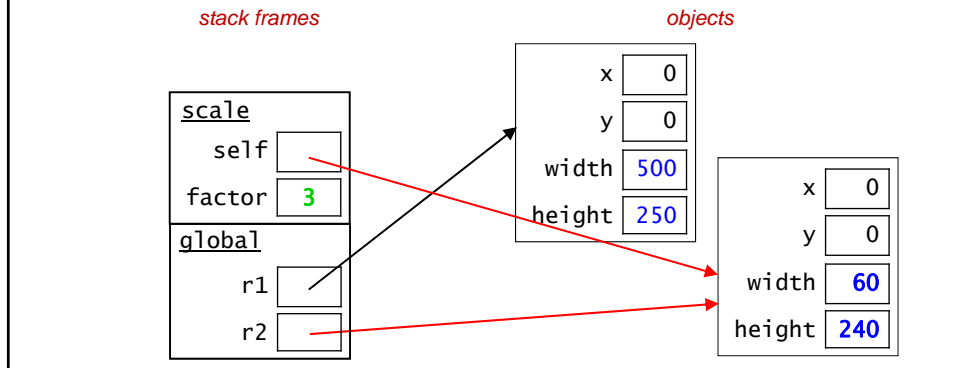 stack frames
objects
scale
self
factor 3
global
r1
r2
x 0
y 0
width 500
height 250
x 0
y 0
width 60
height 240